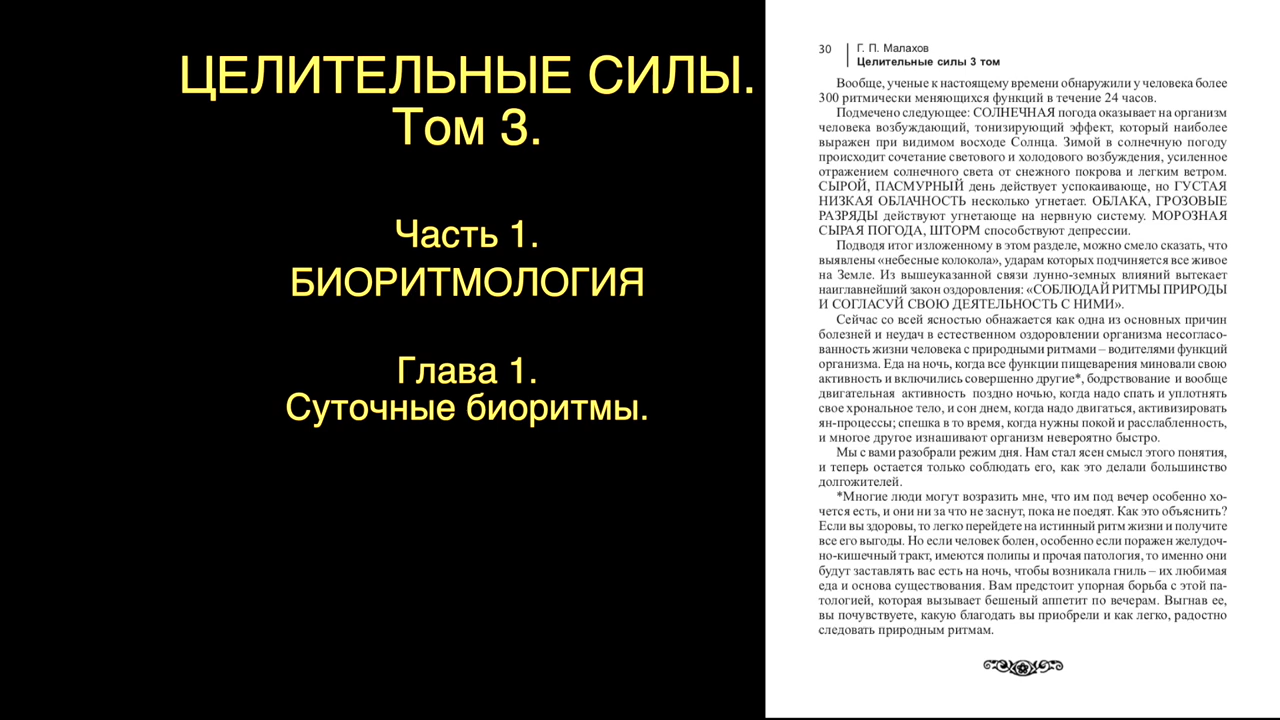 ЦЕЛИТЕЛЬНЫЕ СИЛЫ.
Том 3.
Часть 1.
БИОРИТМОЛОГИЯ
Глава 1.
Суточные биоритмы.
30
Г. П. Малахов
Целительные силы 3 том
Вообще, ученые к настоящему времени обнаружили у человека более
300 ритмически меняющихся функций в течение 24 часов.
Подмечено следующее: СОЛНЕЧНАЯ погода оказывает на организм
человека возбуждающий, тонизирующий эффект, который наиболее
выражен при видимом восходе Солнца. Зимой в солнечную погоду
происходит сочетание светового и холодового возбуждения, усиленное
отражением солнечного света от снежного покрова и легким ветром.
СЫРОЙ, ПАСМУРНЫЙ день действует успокаивающе, но ГУСТАЯ
НИЗКАЯ ОБЛАЧНОСТЬ несколько угнетает. ОБЛАКА, ГРОЗОВЫЕ
РАЗРЯДЫ действуют угнетающе на нервную систему. МОРОЗНАЯ
СЫРАЯ ПОГОДА, ШТОРМ способствуют депрессии.
Подводя итог изложенному в этом разделе, можно смело сказать, что
выявлены «небесные колокола», ударам которых подчиняется все живое
на Земле. Из вышеуказанной связи лунно-земных влияний вытекает
наиглавнейший закон оздоровления: «СОБЛЮДАЙ РИТМЫ ПРИРОДЫ
И СОГЛАСУЙ СВОЮ ДЕЯТЕЛЬНОСТЬ С НИМИ».
Сейчас со всей ясностью обнажается как одна из основных причин
болезней и неудач в естественном оздоровлении организма несогласо-
ванность жизни человека с природными ритмами – водителями функций
организма. Еда на ночь, когда все функции пищеварения миновали свою
активность и включились совершенно другие*, бодрствование и вообще
двигательная активность поздно ночью, когда надо спать и уплотнять
свое хрональное тело, и сон днем, когда надо двигаться, активизировать
ян-процессы; спешка в то время, когда нужны покой и расслабленность,
и многое другое изнашивают организм невероятно быстро.
Мы с вами разобрали режим дня. Нам стал ясен смысл этого понятия,
и теперь остается только соблюдать его, как это делали большинство
долгожителей.
*Многие люди могут возразить мне, что им под вечер особенно хо-
чется есть, и они ни за что не заснут, пока не поедят. Как это объяснить?
Если вы здоровы, то легко перейдете на истинный ритм жизни и получите
все его выгоды. Но если человек болен, особенно если поражен желудоч-
но-кишечный тракт, имеются полипы и прочая патология, то именно они
будут заставлять вас есть на ночь, чтобы возникала гниль – их любимая
еда и основа существования. Вам предстоит упорная борьба с этой па-
тологией, которая вызывает бешеный аппетит по вечерам. Выгнав ее,
вы почувствуете, какую благодать вы приобрели и как легко, радостно
следовать природным ритмам.